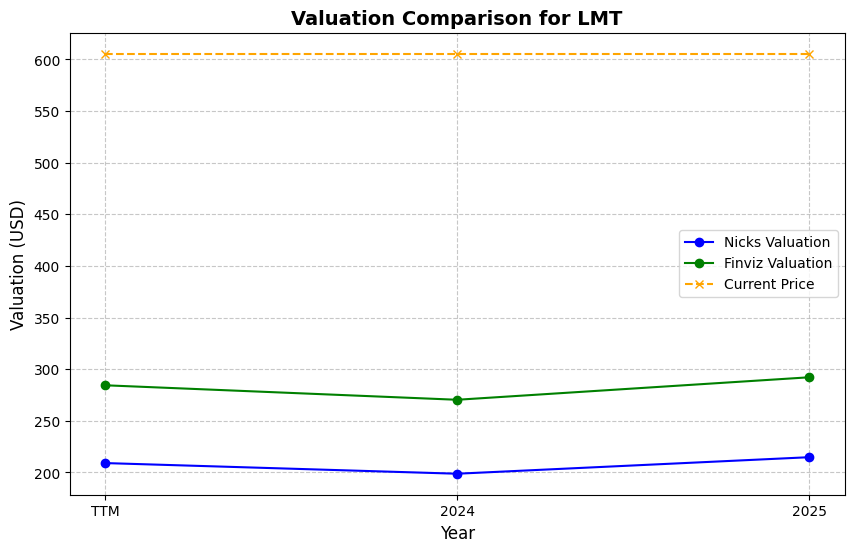 Valuation Comparison for LMT
Valuation (USD)
600
550
500
450
400
350
300
250
200
Nicks Valuation
Finviz Valuation
Current Price
TTM 2024 2025
Year